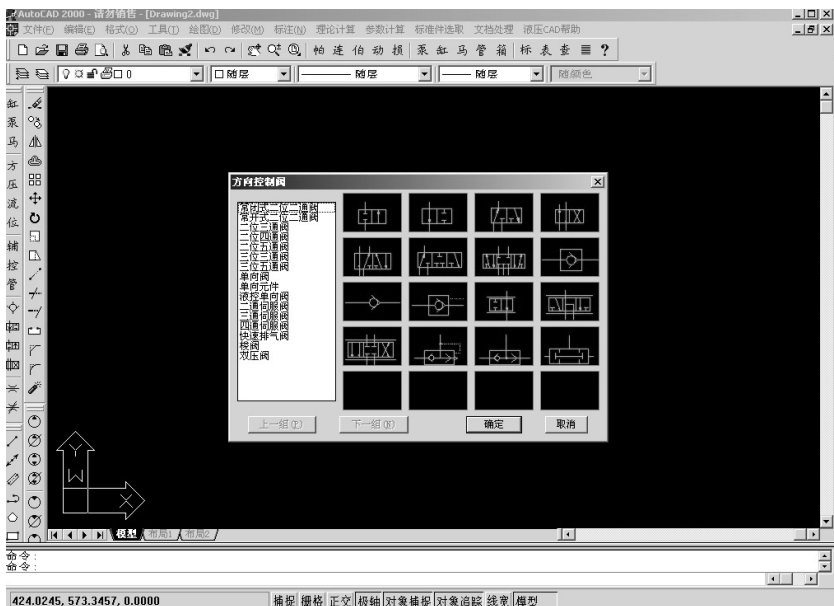 AutoCAD 2000 - 请勿销售 - [Drawing2.dwg]
文件(F) 编辑(E) 格式(O) 工具(T) 绘图(D) 修改(M) 标注(N) 理论计算 参数计算 标准件选取 文档处理 液压CAD帮助
帕 连 伯 动 损 泵 缸 马 管 箱 标 表 查 ?
0 随层 随层 随层 随颜色
缸
泵
马
方
压
流
位
辅
控
管
方向控制阀
常闭式二位二通阀
常开式二位二通阀
二位三通阀
二位四通阀
二位五通阀
三位三通阀
三位五通阀
单向阀
单向元件
液控单向阀
二通伺服阀
三通伺服阀
四通伺服阀
快速排气阀
梭阀
双压阀
上一组(P) 下一组(N) 确定 取消
Y
W
X
模型 布局1 布局2
命令:
命令:
424.0245, 573.3457, 0.0000 捕捉 栅格 正交 极轴 对象捕捉 对象追踪 线宽 模型